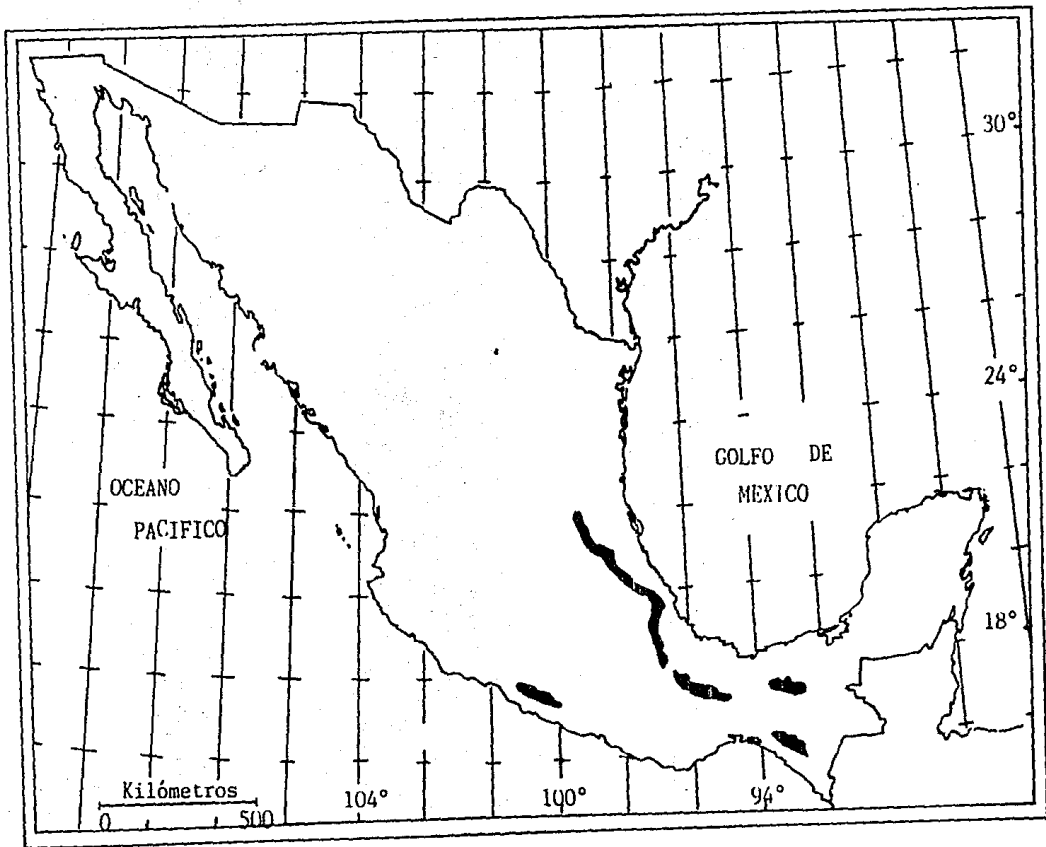 30°
24°
GOLFO DE
MEXICO
OCEANO
PACIFICO
18°
Kilómetros
0 500
104°
100°
94°